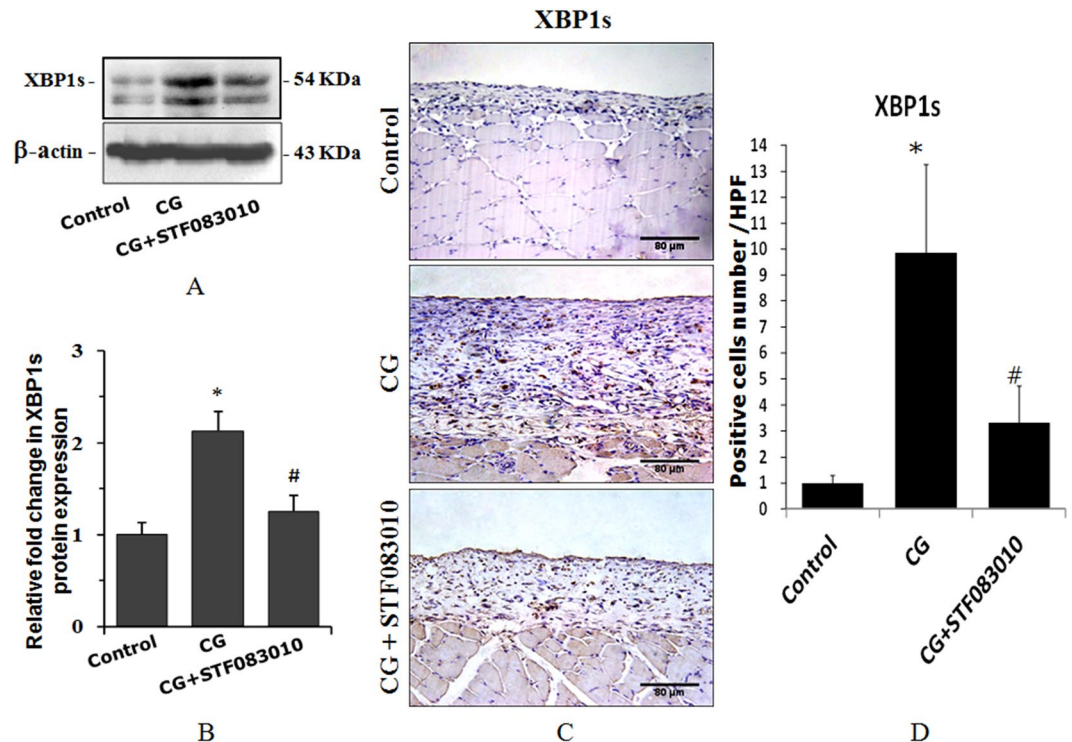 XBP1s-
- 54 KDa
β-actin -
- 43 KDa
Control
CG
CG+STF083010
A
Relative fold change in XBP1s
protein expression
3
2
1
0
*
#
Control
CG
CG+STF083010
B
XBP1s
Control
80 µm
CG
80 µm
CG + STF083010
80 µm
C
XBP1s
Positive cells number /HPF
14
13
12
11
10
9
8
7
6
5
4
3
2
1
0
*
#
Control
CG
CG+STF083010
D